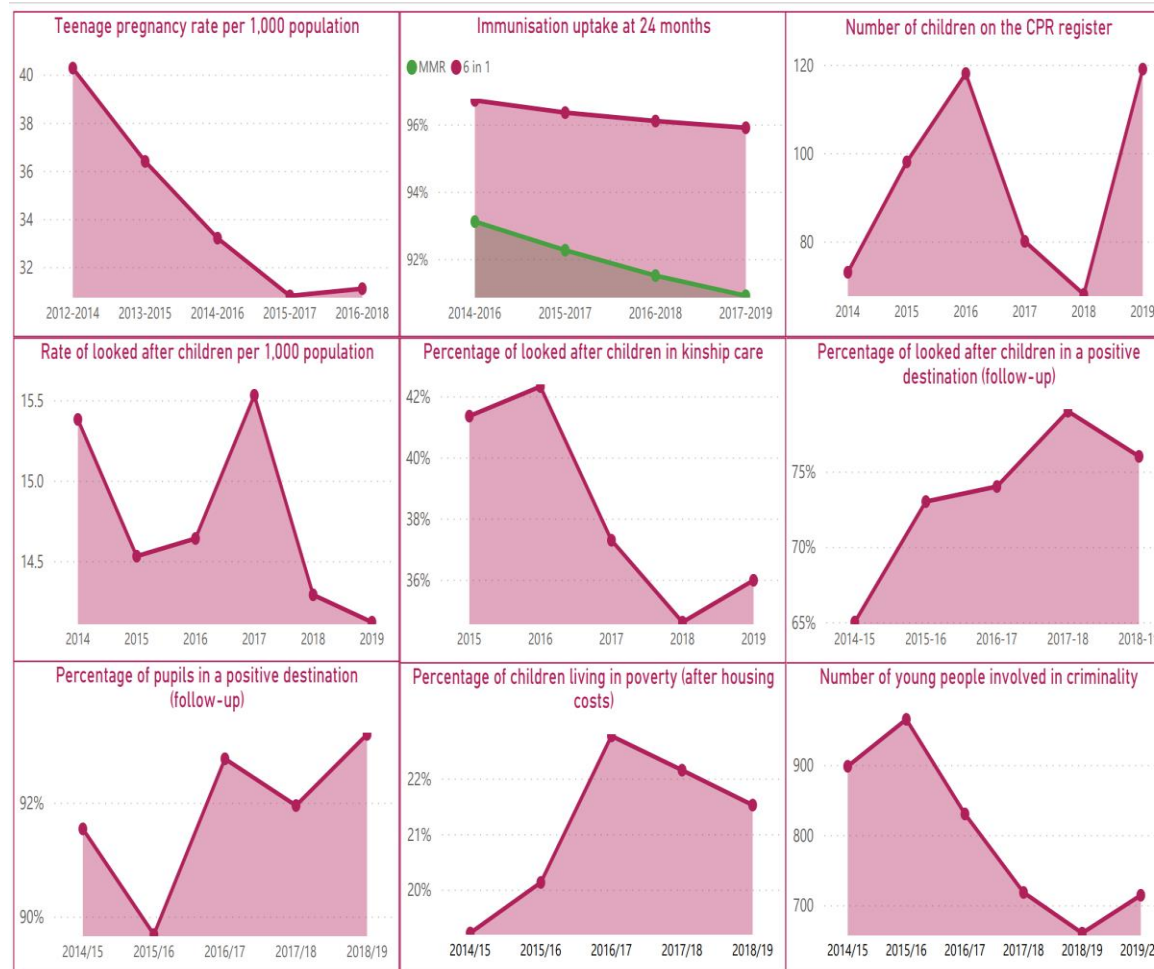 Teenage pregnancy rate per 1,000 population
40
38
36
34
32
2012-2014 2013-2015 2014-2016 2015-2017 2016-2018
Immunisation uptake at 24 months
MMR 6 in 1
96%
94%
92%
2014-2016 2015-2017 2016-2018 2017-2019
Number of children on the CPR register
120
100
80
2014 2015 2016 2017 2018 2019
Rate of looked after children per 1,000 population
15.5
15.0
14.5
2014 2015 2016 2017 2018 2019
Percentage of looked after children in kinship care
42%
40%
38%
36%
2015 2016 2017 2018 2019
Percentage of looked after children in a positive
destination (follow-up)
75%
70%
65%
2014-15 2015-16 2016-17 2017-18 2018-1
Percentage of pupils in a positive destination
(follow-up)
92%
90%
2014/15 2015/16 2016/17 2017/18 2018/19
Percentage of children living in poverty (after housing
costs)
22%
21%
20%
2014/15 2015/16 2016/17 2017/18 2018/19
Number of young people involved in criminality
900
800
700
2014/15 2015/16 2016/17 2017/18 2018/19 2019/2